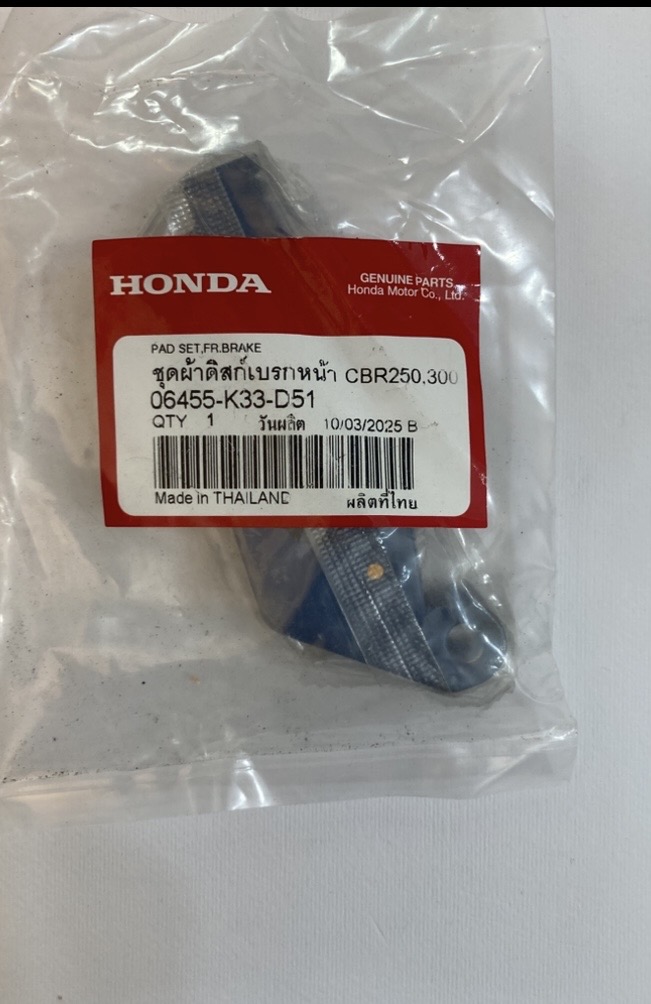 HONDA
GENUINE PARTS
Honda Motor Co., Ltd.
PAD SET,FR.BRAKE
ชุดผ้าดิสก์เบรกหน้า CBR250,300
06455-K33-D51
QTY 1 วันผลิต 10/03/2025 B
Made in THAILAND ผลิตที่ไทย